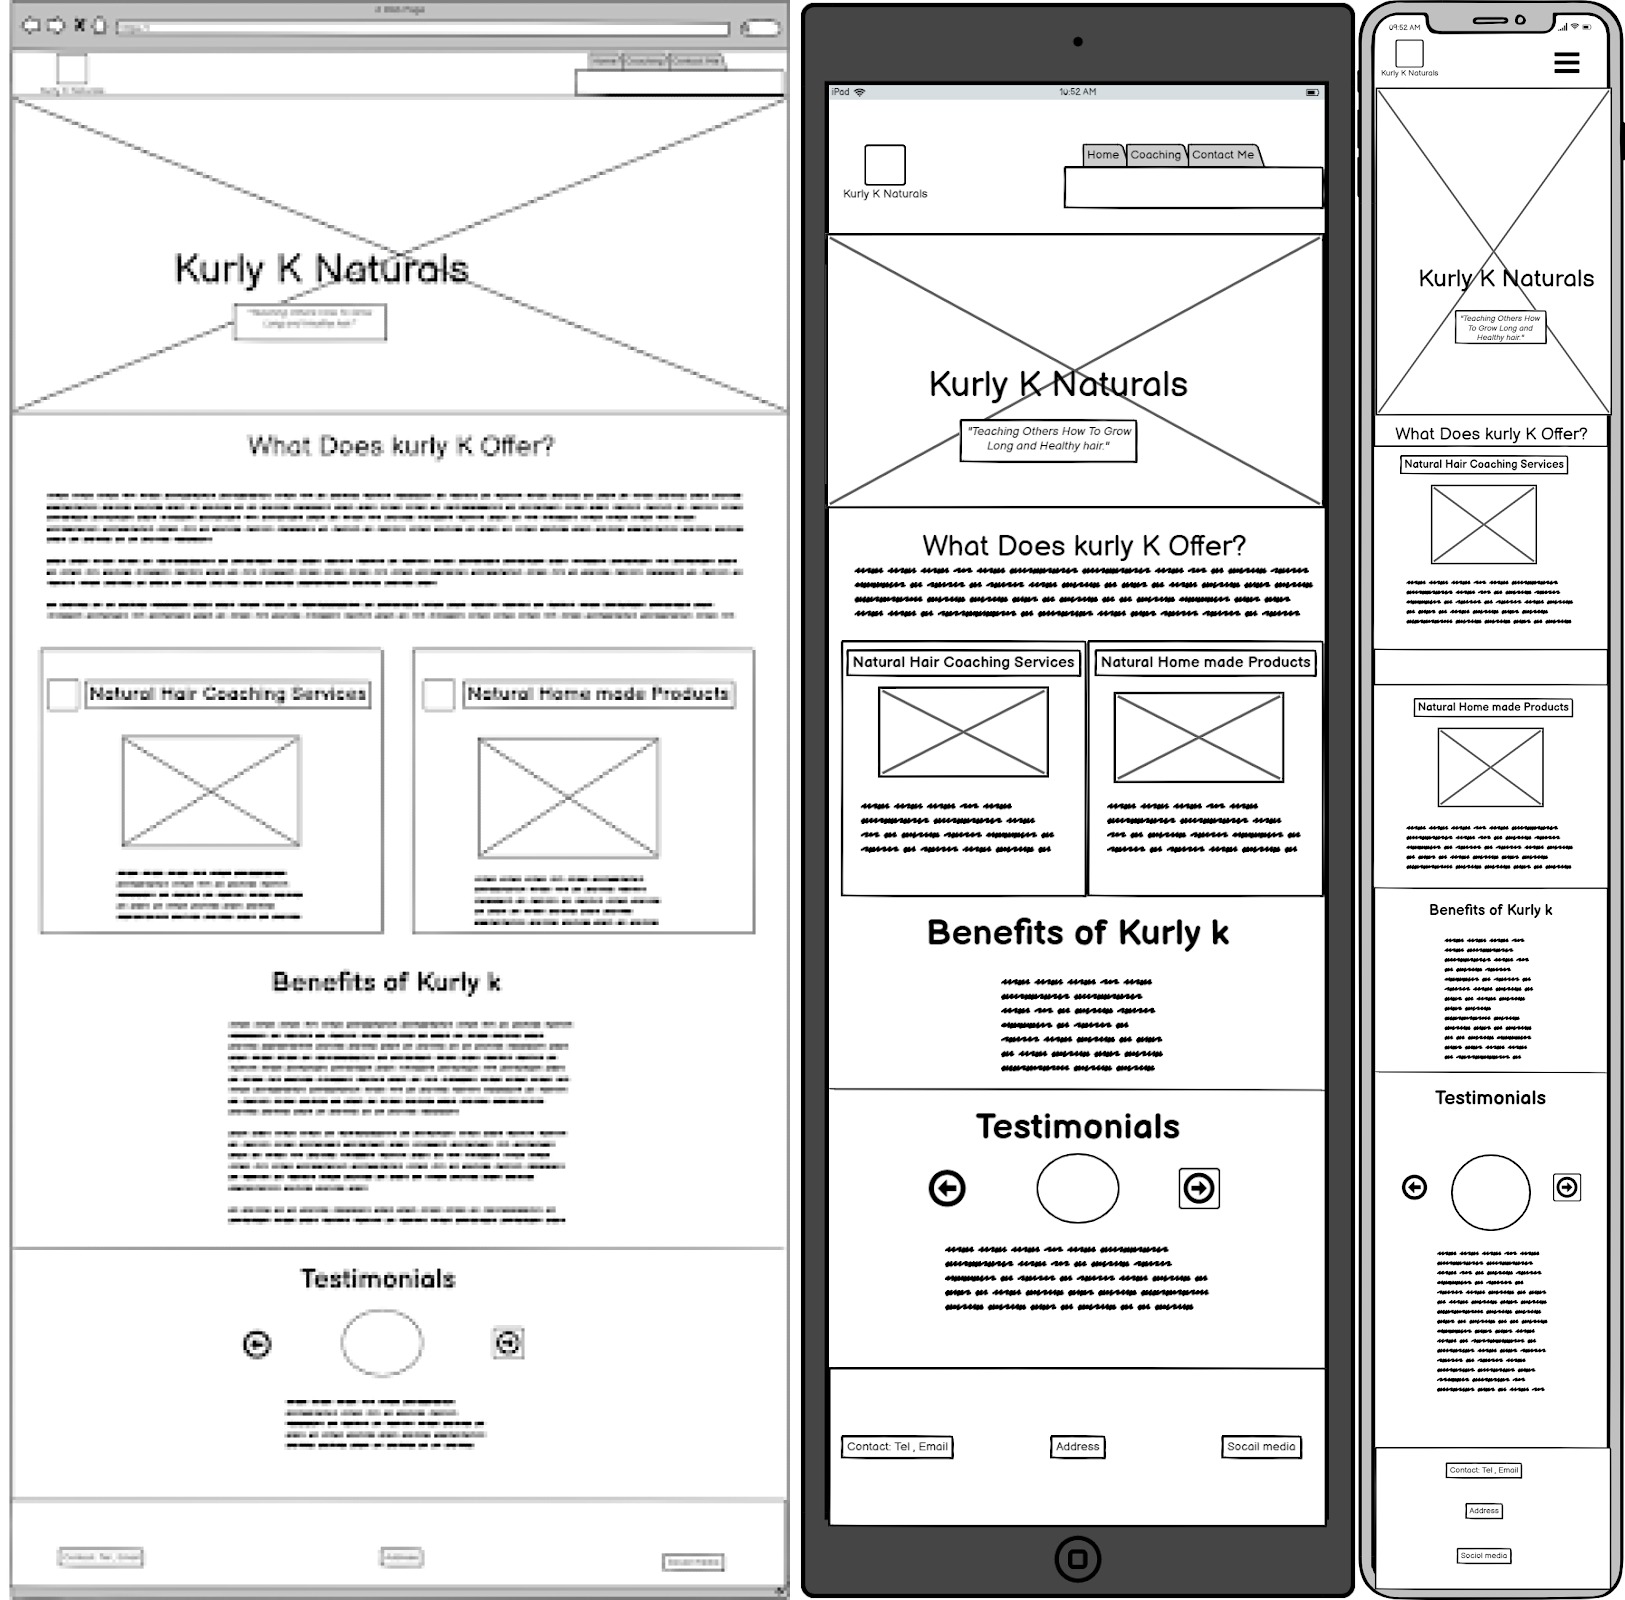 A Web Page
https://
Kurly K Naturals
Home Coaching Contact Me
Kurly K Naturals
"Teaching Others How To Grow
Long and Healthy hair."
What Does kurly K Offer?
Natural Hair Coaching Services
Natural Home made Products
Benefits of Kurly k
Testimonials
Contact: Tel , Email
Address
Social media
iPad
10:52 AM
Kurly K Naturals
Home Coaching Contact Me
Kurly K Naturals
"Teaching Others How To Grow
Long and Healthy hair."
What Does kurly K Offer?
Natural Hair Coaching Services
Natural Home made Products
Benefits of Kurly k
Testimonials
Contact: Tel , Email
Address
Socail media
09:52 AM
Kurly K Naturals
Kurly K Naturals
"Teaching Others How
To Grow Long and
Healthy hair."
What Does kurly K Offer?
Natural Hair Coaching Services
Natural Home made Products
Benefits of Kurly k
Testimonials
Contact: Tel , Email
Address
Social media